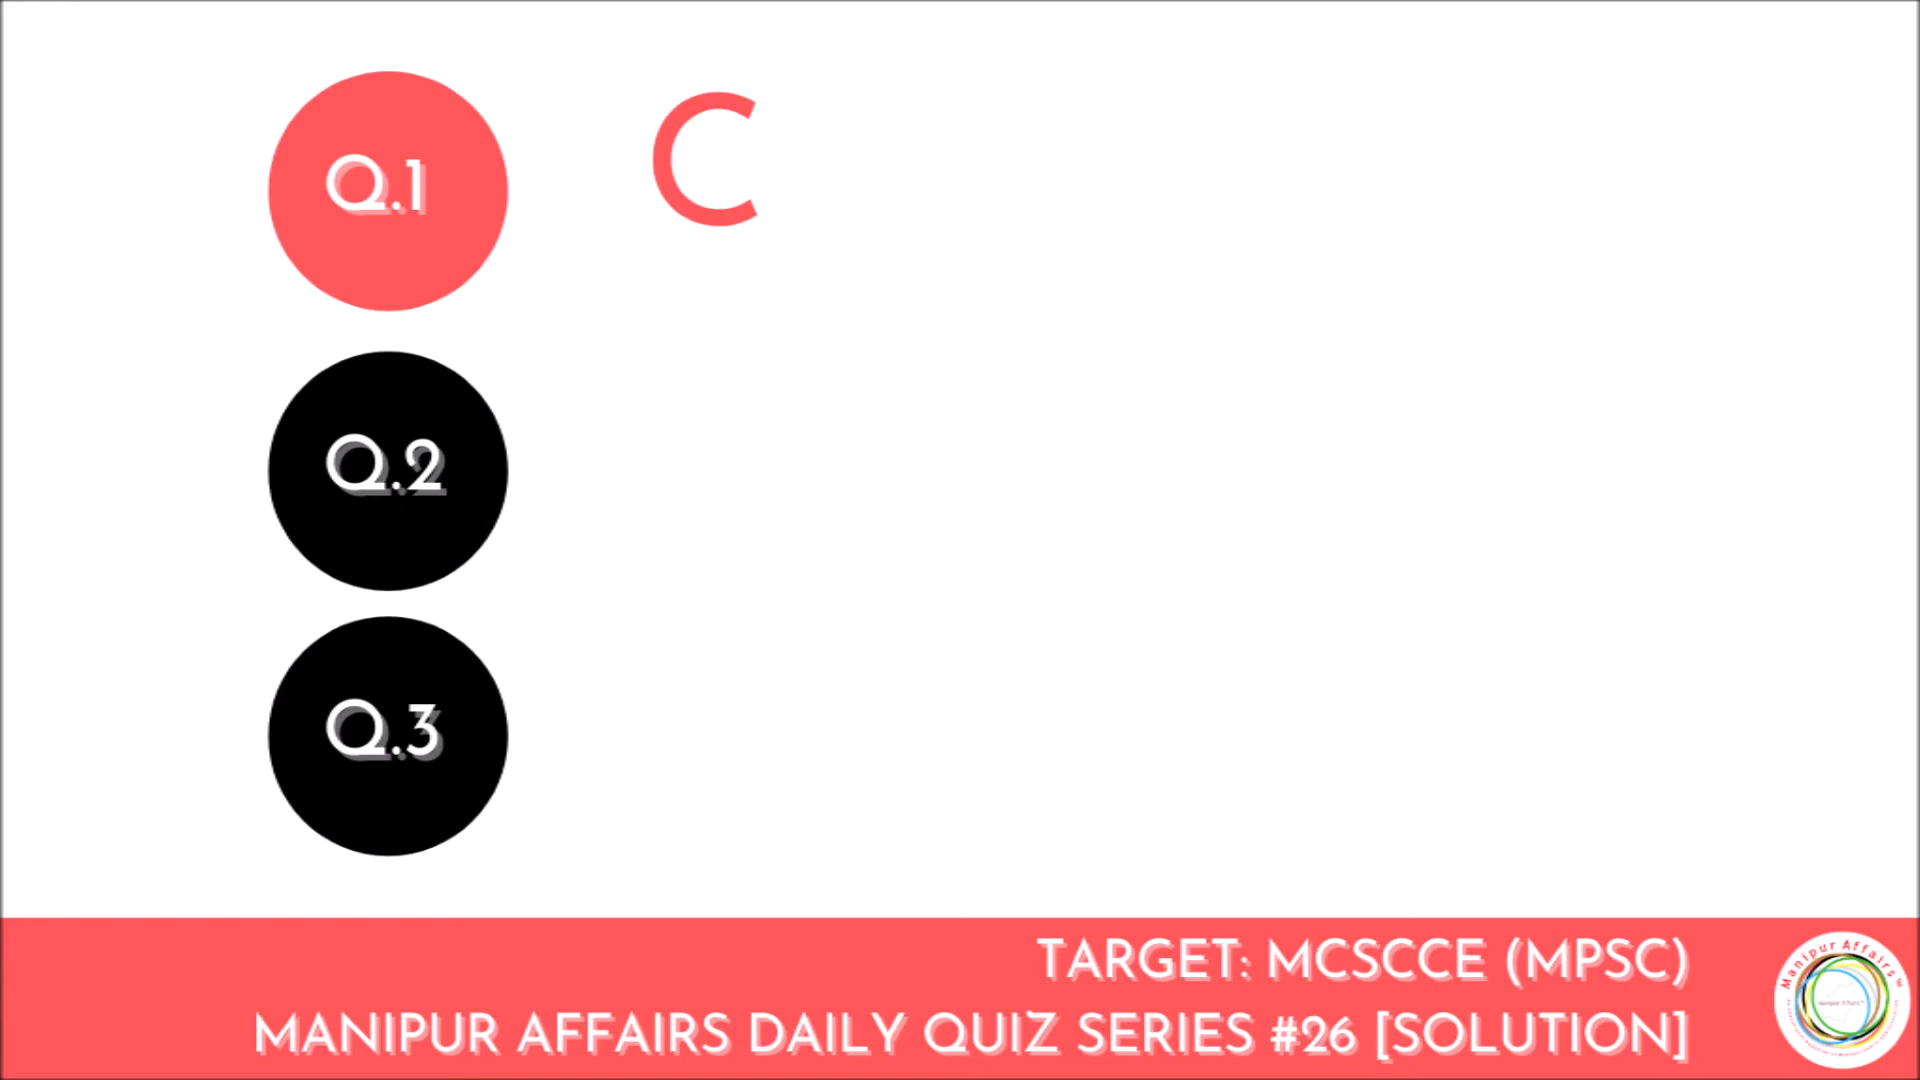 Q.1
C
Q.2
Q.3
TARGET: MCSCCE (MPSC)
MANIPUR AFFAIRS DAILY QUIZ SERIES #26 [SOLUTION]
Manipur Affairs